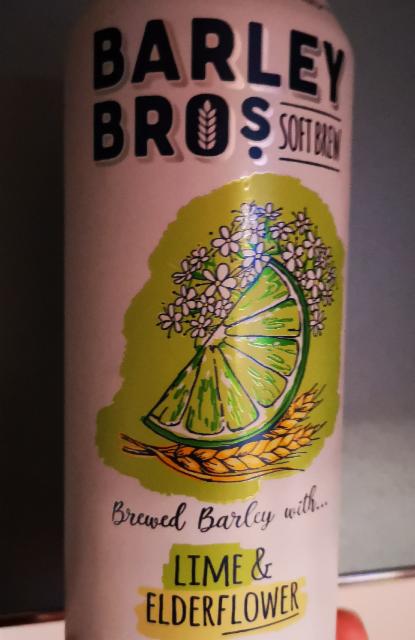 BARLEY
BROS
SOFT BREW
Brewed Barley with...
LIME &
ELDERFLOWER